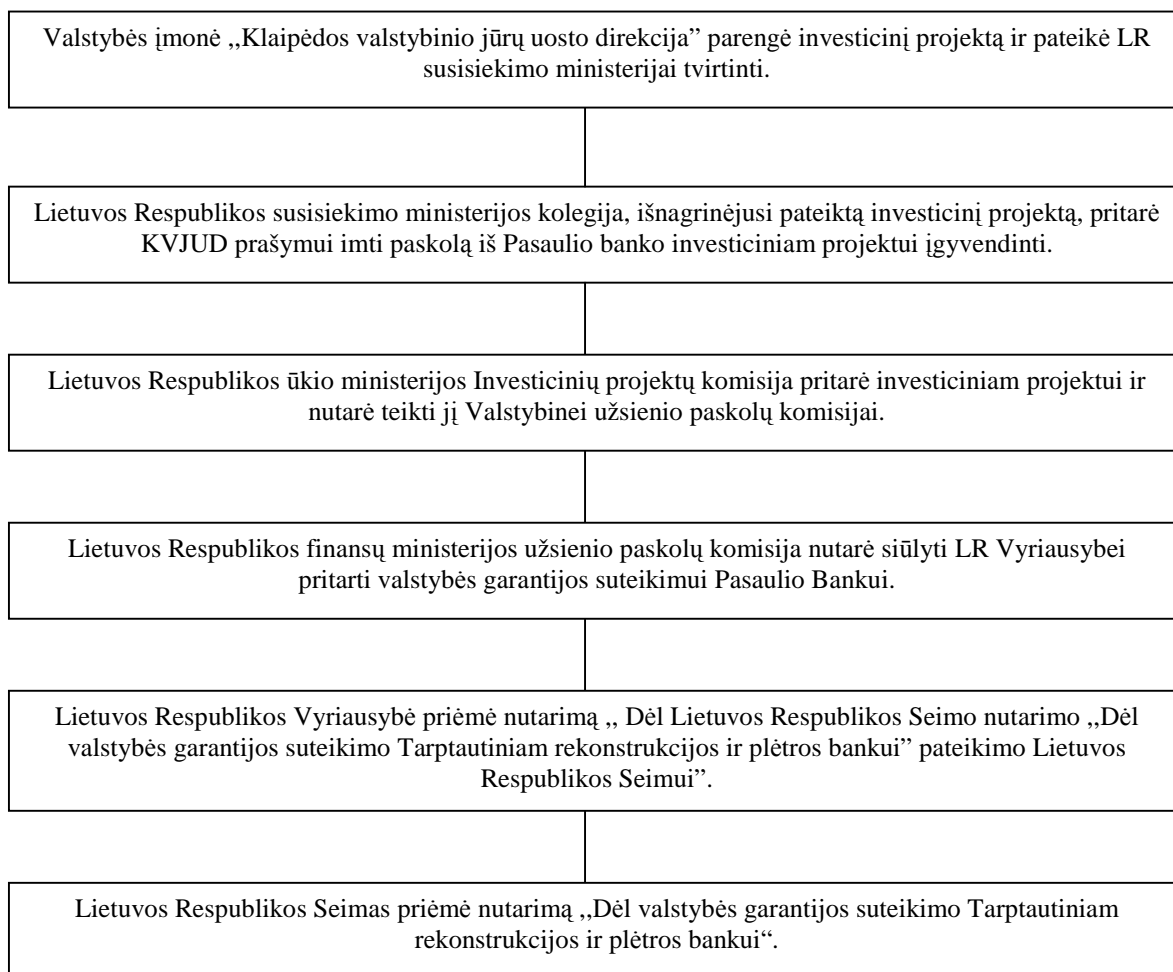 Valstybės įmonė ,,Klaipėdos valstybinio jūrų uosto direkcija” parengė investicinį projektą ir pateikė LR
susisiekimo ministerijai tvirtinti.
Lietuvos Respublikos susisiekimo ministerijos kolegija, išnagrinėjusi pateiktą investicinį projektą, pritarė
KVJUD prašymui imti paskolą iš Pasaulio banko investiciniam projektui įgyvendinti.
Lietuvos Respublikos ūkio ministerijos Investicinių projektų komisija pritarė investiciniam projektui ir
nutarė teikti jį Valstybinei užsienio paskolų komisijai.
Lietuvos Respublikos finansų ministerijos užsienio paskolų komisija nutarė siūlyti LR Vyriausybei
pritarti valstybės garantijos suteikimui Pasaulio Bankui.
Lietuvos Respublikos Vyriausybė priėmė nutarimą ,, Dėl Lietuvos Respublikos Seimo nutarimo ,,Dėl
valstybės garantijos suteikimo Tarptautiniam rekonstrukcijos ir plėtros bankui” pateikimo Lietuvos
Respublikos Seimui”.
Lietuvos Respublikos Seimas priėmė nutarimą ,,Dėl valstybės garantijos suteikimo Tarptautiniam
rekonstrukcijos ir plėtros bankui“.